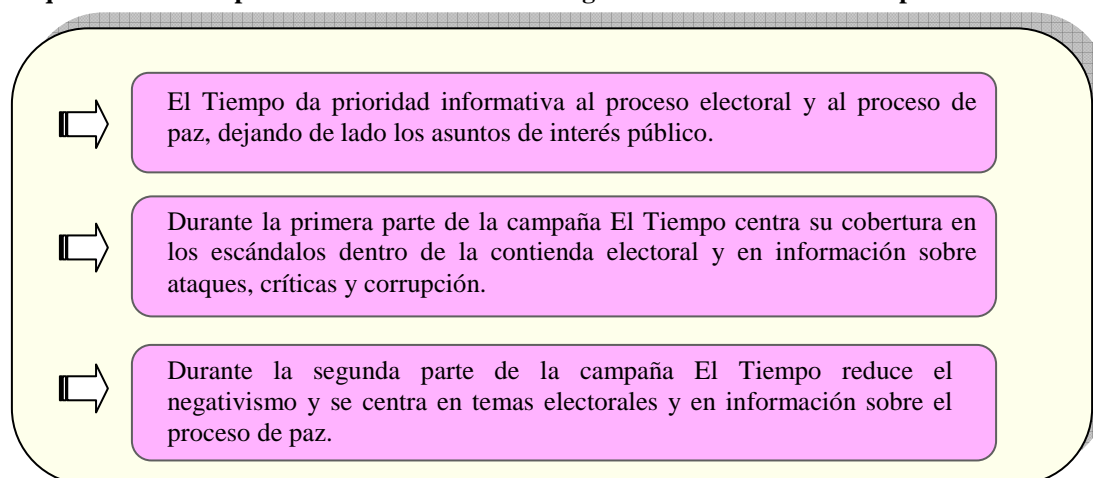 El Tiempo da prioridad informativa al proceso electoral y al proceso de
paz, dejando de lado los asuntos de interés público.
Durante la primera parte de la campaña El Tiempo centra su cobertura en
los escándalos dentro de la contienda electoral y en información sobre
ataques, críticas y corrupción.
Durante la segunda parte de la campaña El Tiempo reduce el
negativismo y se centra en temas electorales y en información sobre el
proceso de paz.